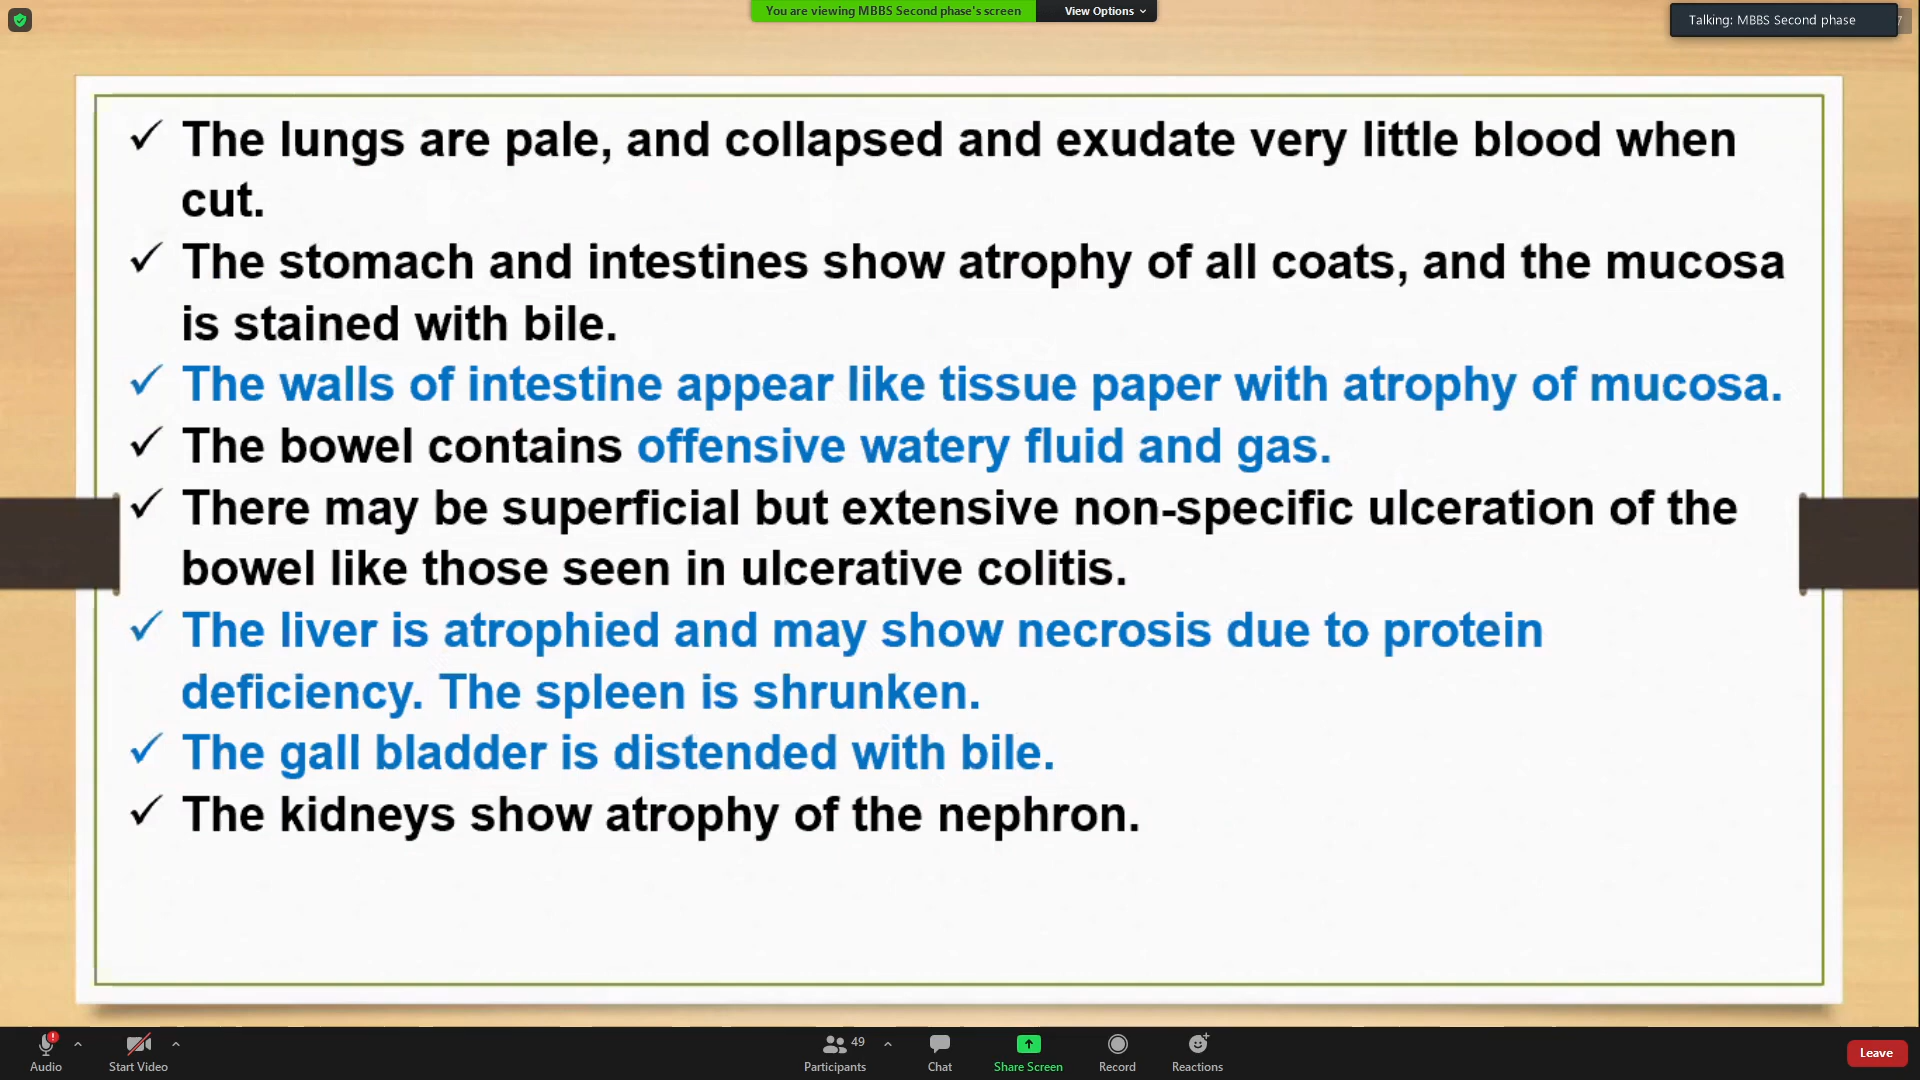 You are viewing MBBS Second phase's screen
View Options
Talking: MBBS Second phase
✓ The lungs are pale, and collapsed and exudate very little blood when
cut.
✓ The stomach and intestines show atrophy of all coats, and the mucosa
is stained with bile.
✓ The walls of intestine appear like tissue paper with atrophy of mucosa.
✓ The bowel contains offensive watery fluid and gas.
✓ There may be superficial but extensive non-specific ulceration of the
bowel like those seen in ulcerative colitis.
✓ The liver is atrophied and may show necrosis due to protein
deficiency. The spleen is shrunken.
✓ The gall bladder is distended with bile.
✓ The kidneys show atrophy of the nephron.
Audio
Start Video
49
Participants
Chat
Share Screen
Record
Reactions
Leave